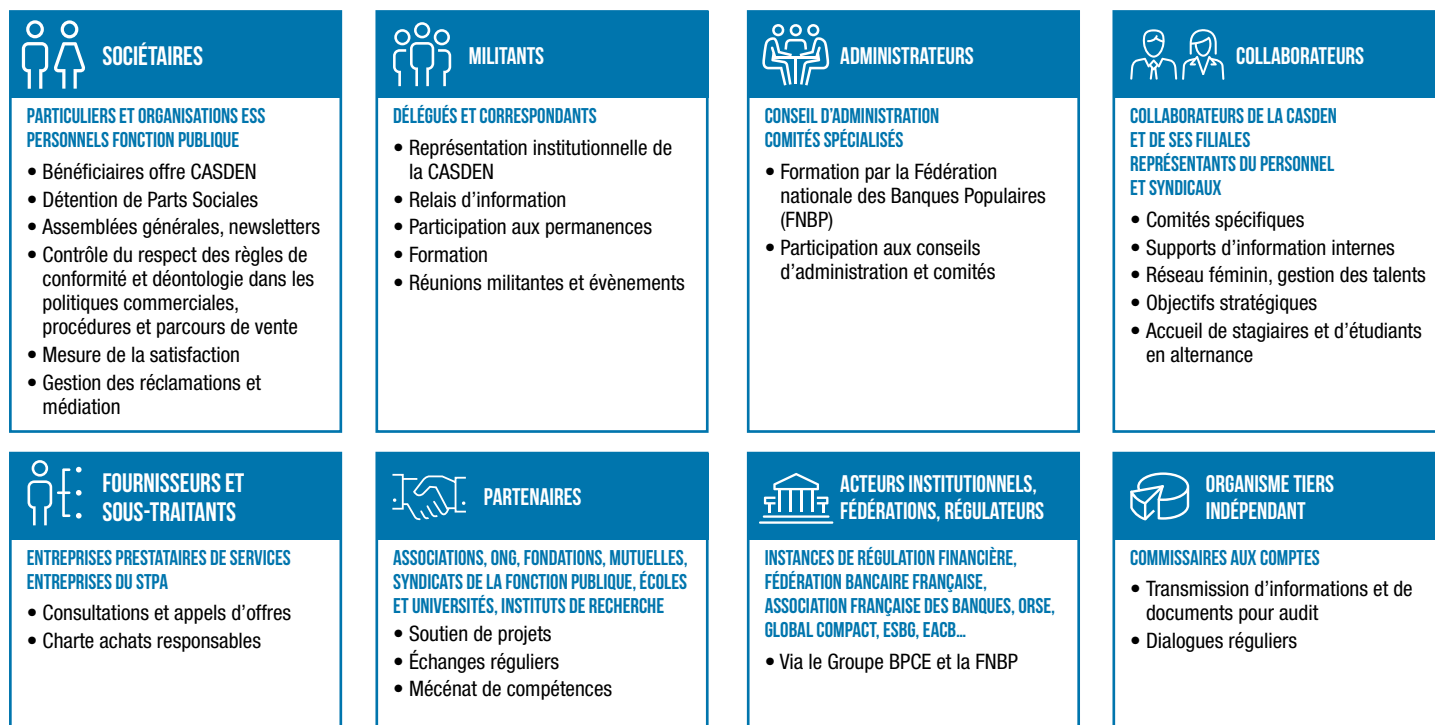 SOCIÉTAIRES
PARTICULIERS ET ORGANISATIONS ESS
PERSONNELS FONCTION PUBLIQUE
• Bénéficiaires offre CASDEN
• Détention de Parts Sociales
• Assemblées générales, newsletters
• Contrôle du respect des règles de
conformité et déontologie dans les
politiques commerciales,
procédures et parcours de vente
• Mesure de la satisfaction
• Gestion des réclamations et
médiation
MILITANTS
DÉLÉGUÉS ET CORRESPONDANTS
• Représentation institutionnelle de
la CASDEN
• Relais d'information
• Participation aux permanences
• Formation
• Réunions militantes et évènements
ADMINISTRATEURS
CONSEIL D'ADMINISTRATION
COMITÉS SPÉCIALISÉS
• Formation par la Fédération
nationale des Banques Populaires
(FNBP)
• Participation aux conseils
d'administration et comités
COLLABORATEURS
COLLABORATEURS DE LA CASDEN
ET DE SES FILIALES
REPRÉSENTANTS DU PERSONNEL
ET SYNDICAUX
• Comités spécifiques
• Supports d'information internes
• Réseau féminin, gestion des talents
• Objectifs stratégiques
• Accueil de stagiaires et d'étudiants
en alternance
FOURNISSEURS ET
SOUS-TRAITANTS
ENTREPRISES PRESTATAIRES DE SERVICES
ENTREPRISES DU STPA
• Consultations et appels d'offres
• Charte achats responsables
PARTENAIRES
ASSOCIATIONS, ONG, FONDATIONS, MUTUELLES,
SYNDICATS DE LA FONCTION PUBLIQUE, ÉCOLES
ET UNIVERSITÉS, INSTITUTS DE RECHERCHE
• Soutien de projets
• Échanges réguliers
• Mécénat de compétences
ACTEURS INSTITUTIONNELS,
FÉDÉRATIONS, RÉGULATEURS
INSTANCES DE RÉGULATION FINANCIÈRE,
FÉDÉRATION BANCAIRE FRANÇAISE,
ASSOCIATION FRANÇAISE DES BANQUES, ORSE,
GLOBAL COMPACT, ESBG, EACB...
• Via le Groupe BPCE et la FNBP
ORGANISME TIERS
INDÉPENDANT
COMMISSAIRES AUX COMPTES
• Transmission d'informations et de
documents pour audit
• Dialogues réguliers